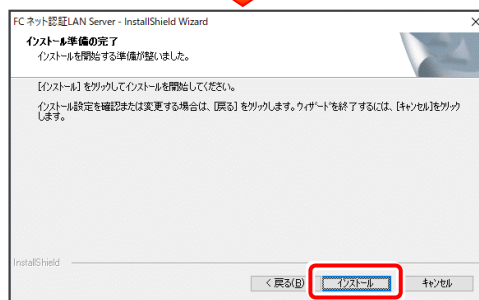 FC ネット認証LAN Server - InstallShield Wizard
インストール準備の完了
インストールを開始する準備が整いました。
[インストール] をクリックしてインストールを開始してください。
インストール設定を確認または変更する場合は、[戻る] をクリックします。ウィザードを終了するには、[キャンセル]をクリック
します。
InstallShield
< 戻る(B)
インストール
キャンセル